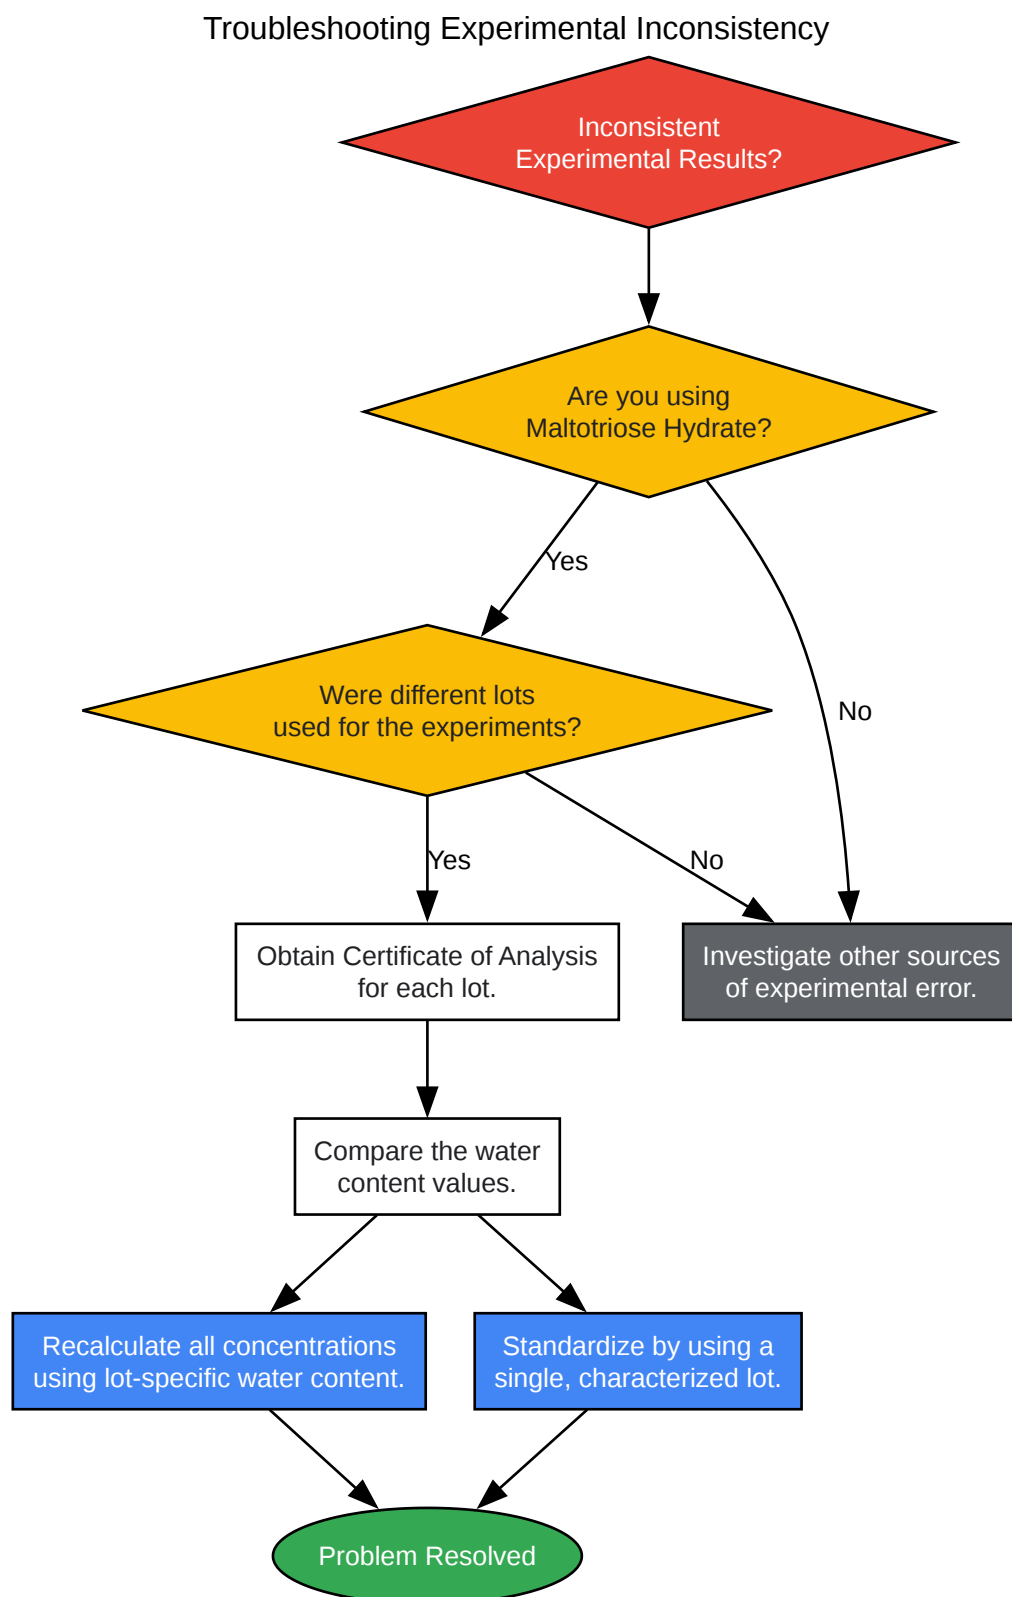 Troubleshooting Experimental Inconsistency
Inconsistent
Experimental Results?
Are you using
Maltotriose Hydrate?
Yes
Were different lots
used for the experiments?
No
Yes
No
Obtain Certificate of Analysis
for each lot.
Investigate other sources
of experimental error.
Compare the water
content values.
Recalculate all concentrations
using lot-specific water content.
Standardize by using a
single, characterized lot.
Problem Resolved